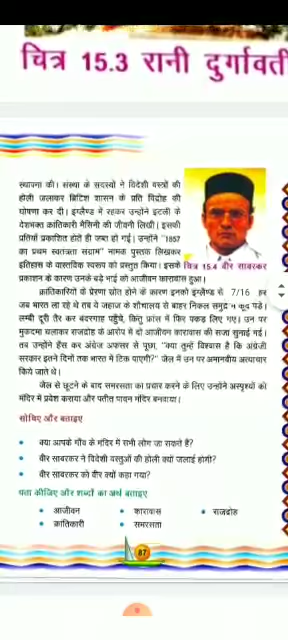 चित्र 15.3 रानी दुर्गावती
स्थापना की। संस्था के सदस्यों ने विदेशी वस्त्रों की
होली जलाकर ब्रिटिश शासन के प्रति विद्रोह की
घोषणा कर दी। इंग्लैण्ड में रहकर उन्होंने इटली के
देशभक्त क्रांतिकारी मैसिनी की जीवनी लिखी। इसकी
प्रतियाँ प्रकाशित होते ही जब्त हो गई। उन्होंने "1857
का प्रथम स्वतंत्रता संग्राम" नामक पुस्तक लिखकर
इतिहास के वास्तविक स्वरुप को प्रस्तुत किया। इसके
चित्र 15.4 वीर सावरकर
प्रकाशन के कारण उनके बड़े भाई को आजीवन कारावास हुआ।
क्रांतिकारियों के प्रेरणा स्रोत होने के कारण इनको इंग्लैण्ड से
7/16
कर
जब भारत ला रहे थे तब ये जहाज के शौचालय से बाहर निकल समुद्र में कूद पड़े।
लम्बी दूरी तैर कर बंदरगाह पहुँचे, किंतु फ्रांस में फिर पकड़ लिए गए। उन पर
मुकदमा चलाकर राजद्रोह के आरोप में दो आजीवन कारावास की सजा सुनाई गई।
तब उन्होंने हँस कर अंग्रेज अफसर से पूछा, "क्या तुम्हें विश्वास है कि अंग्रेजी
सरकार इतने दिनों तक भारत में टिक पाएगी?" जेल में उन पर अमानवीय अत्याचार
किये जाते थे।
जेल से छूटने के बाद समरसता का प्रचार करने के लिए उन्होंने अस्पृश्यों को
मंदिर में प्रवेश कराया और पतीत पावन मंदिर बनवाया।
सोचिए और बताइए
• क्या आपके गाँव के मंदिर में सभी लोग जा सकते हैं?
• वीर सावरकर ने विदेशी वस्तुओं की होली क्यों जलाई होगी?
• वीर सावरकर को वीर क्यों कहा गया?
पता कीजिए और शब्दों का अर्थ बताइए
• आजीवन • कारावास • राजद्रोह
• क्रांतिकारी • समरसता
87